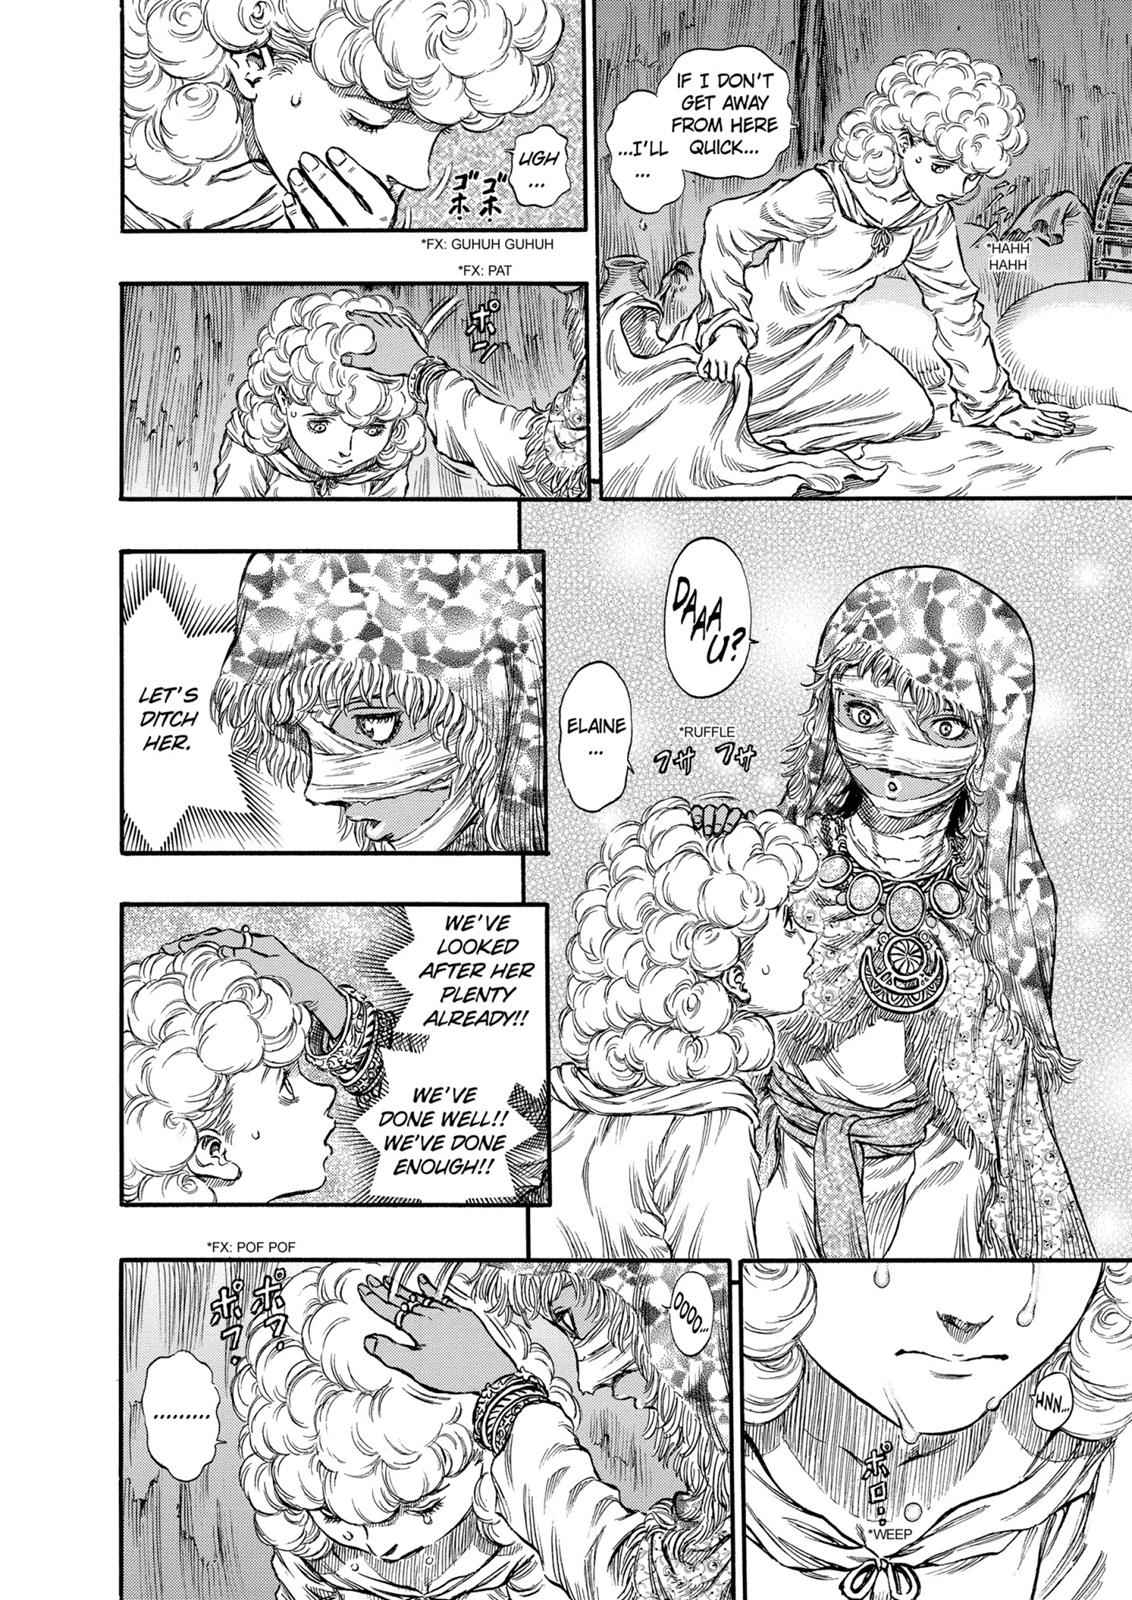 IF I DON'T
GET AWAY
FROM HERE
QUICK...
...I'LL
...
*HAHH
HAHH
UGH
...
ゴホ
ゴホ
*FX: GUHUH GUHUH
*FX: PAT
ポン
DAAA
U?
ELAINE
...
*RUFFLE
フサ フサ
LET'S
DITCH
HER.
WE'VE
LOOKED
AFTER HER
PLENTY
ALREADY!!
WE'VE
DONE WELL!!
WE'VE DONE
ENOUGH!!
HNN...
ポロ..
*WEEP
*FX: POF POF
OOOO...
ポフ.
ポフ.
..........